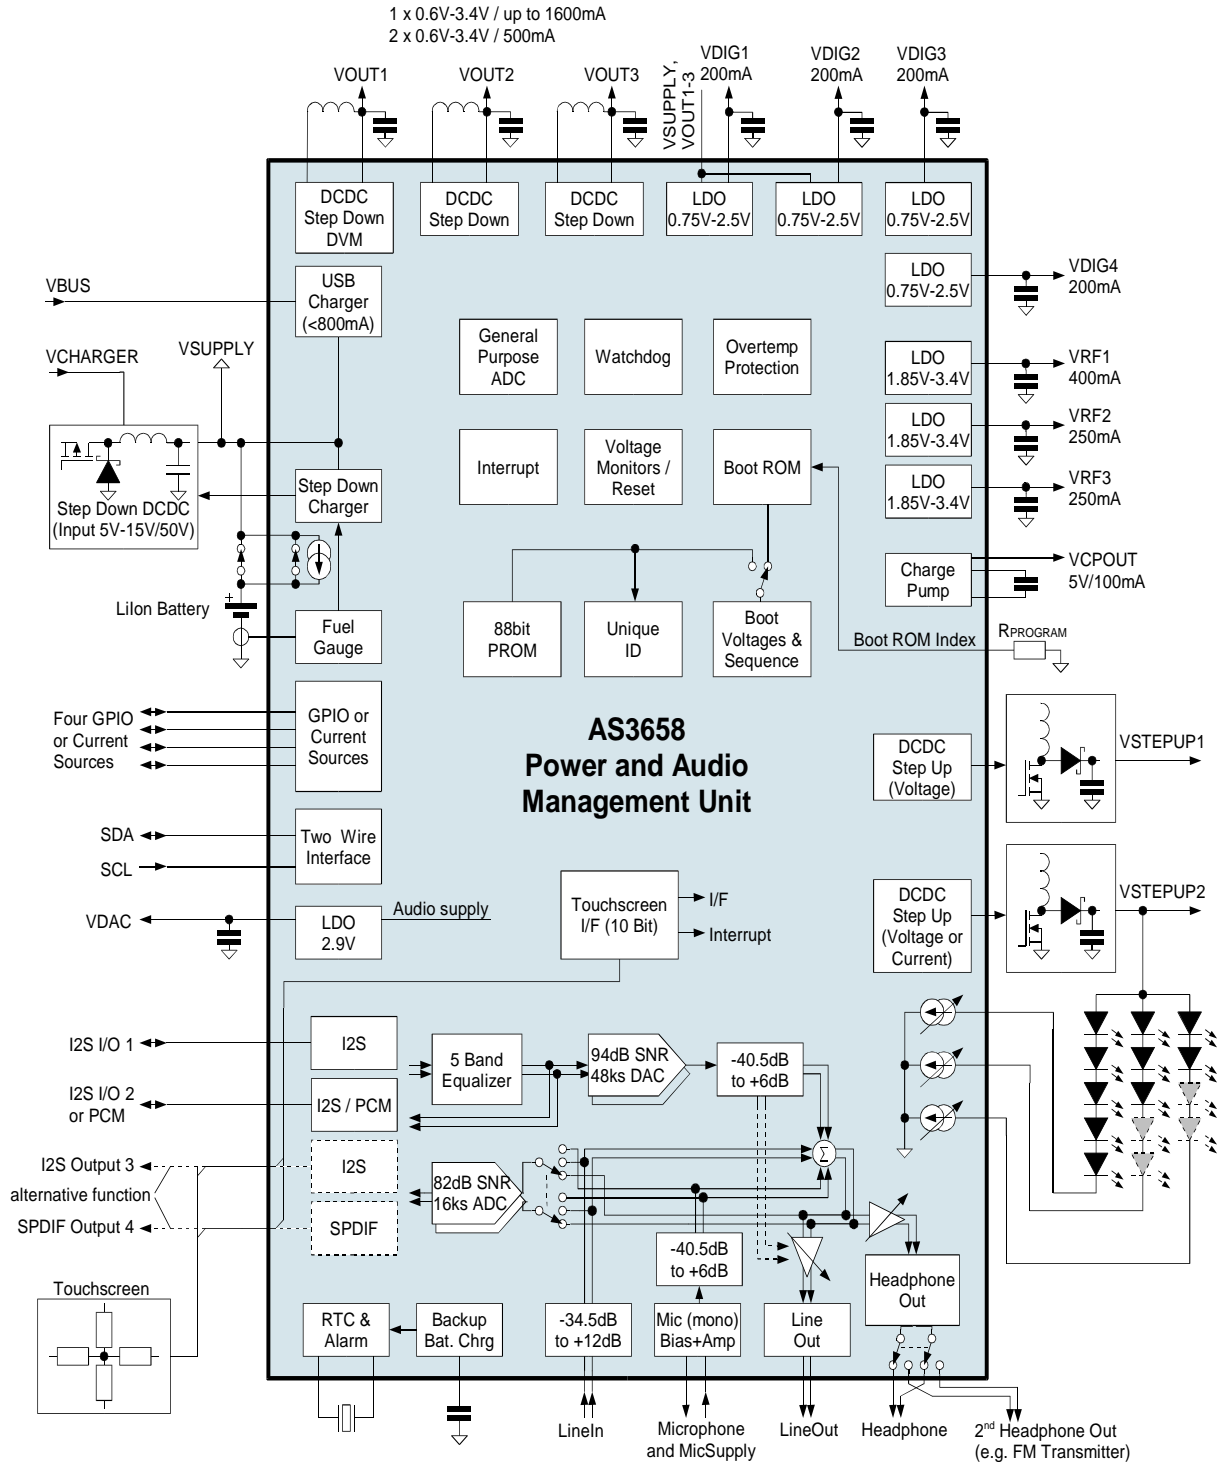 1 x 0.6V-3.4V / up to 1600mA
2 x 0.6V-3.4V / 500mA
VOUT1
VOUT2
VOUT3
VSUPPLY,
VOUT1-3
VDIG1
200mA
VDIG2
200mA
VDIG3
200mA
DCDC
Step Down
DVM
DCDC
Step Down
DCDC
Step Down
LDO
0.75V-2.5V
LDO
0.75V-2.5V
LDO
0.75V-2.5V
VBUS
USB
Charger
(<800mA)
LDO
0.75V-2.5V
VDIG4
200mA
VCHARGER
VSUPPLY
General
Purpose
ADC
Watchdog
Overtemp
Protection
LDO
1.85V-3.4V
VRF1
400mA
LDO
1.85V-3.4V
VRF2
250mA
LDO
1.85V-3.4V
VRF3
250mA
Step Down DCDC
(Input 5V-15V/50V)
Step Down
Charger
Interrupt
Voltage
Monitors /
Reset
Boot ROM
Charge
Pump
VCPOUT
5V/100mA
+
LiIon Battery
Fuel
Gauge
88bit
PROM
Unique
ID
Boot
Voltages &
Sequence
Boot ROM Index
RPROGRAM
Four GPIO
or Current
Sources
GPIO or
Current
Sources
AS3658
Power and Audio
Management Unit
DCDC
Step Up
(Voltage)
VSTEPUP1
SDA
SCL
Two Wire
Interface
VDAC
LDO
2.9V
Audio supply
Touchscreen
I/F (10 Bit)
I/F
Interrupt
DCDC
Step Up
(Voltage or
Current)
VSTEPUP2
I2S I/O 1
I2S
5 Band
Equalizer
94dB SNR
48ks DAC
-40.5dB
to +6dB
I2S I/O 2
or PCM
I2S / PCM
I2S Output 3
alternative function
SPDIF Output 4
I2S
SPDIF
82dB SNR
16ks ADC
Σ
-40.5dB
to +6dB
Headphone
Out
Touchscreen
RTC &
Alarm
Backup
Bat. Chrg
-34.5dB
to +12dB
Mic (mono)
Bias+Amp
Line
Out
LineIn
Microphone
and MicSupply
LineOut
Headphone
2nd Headphone Out
(e.g. FM Transmitter)